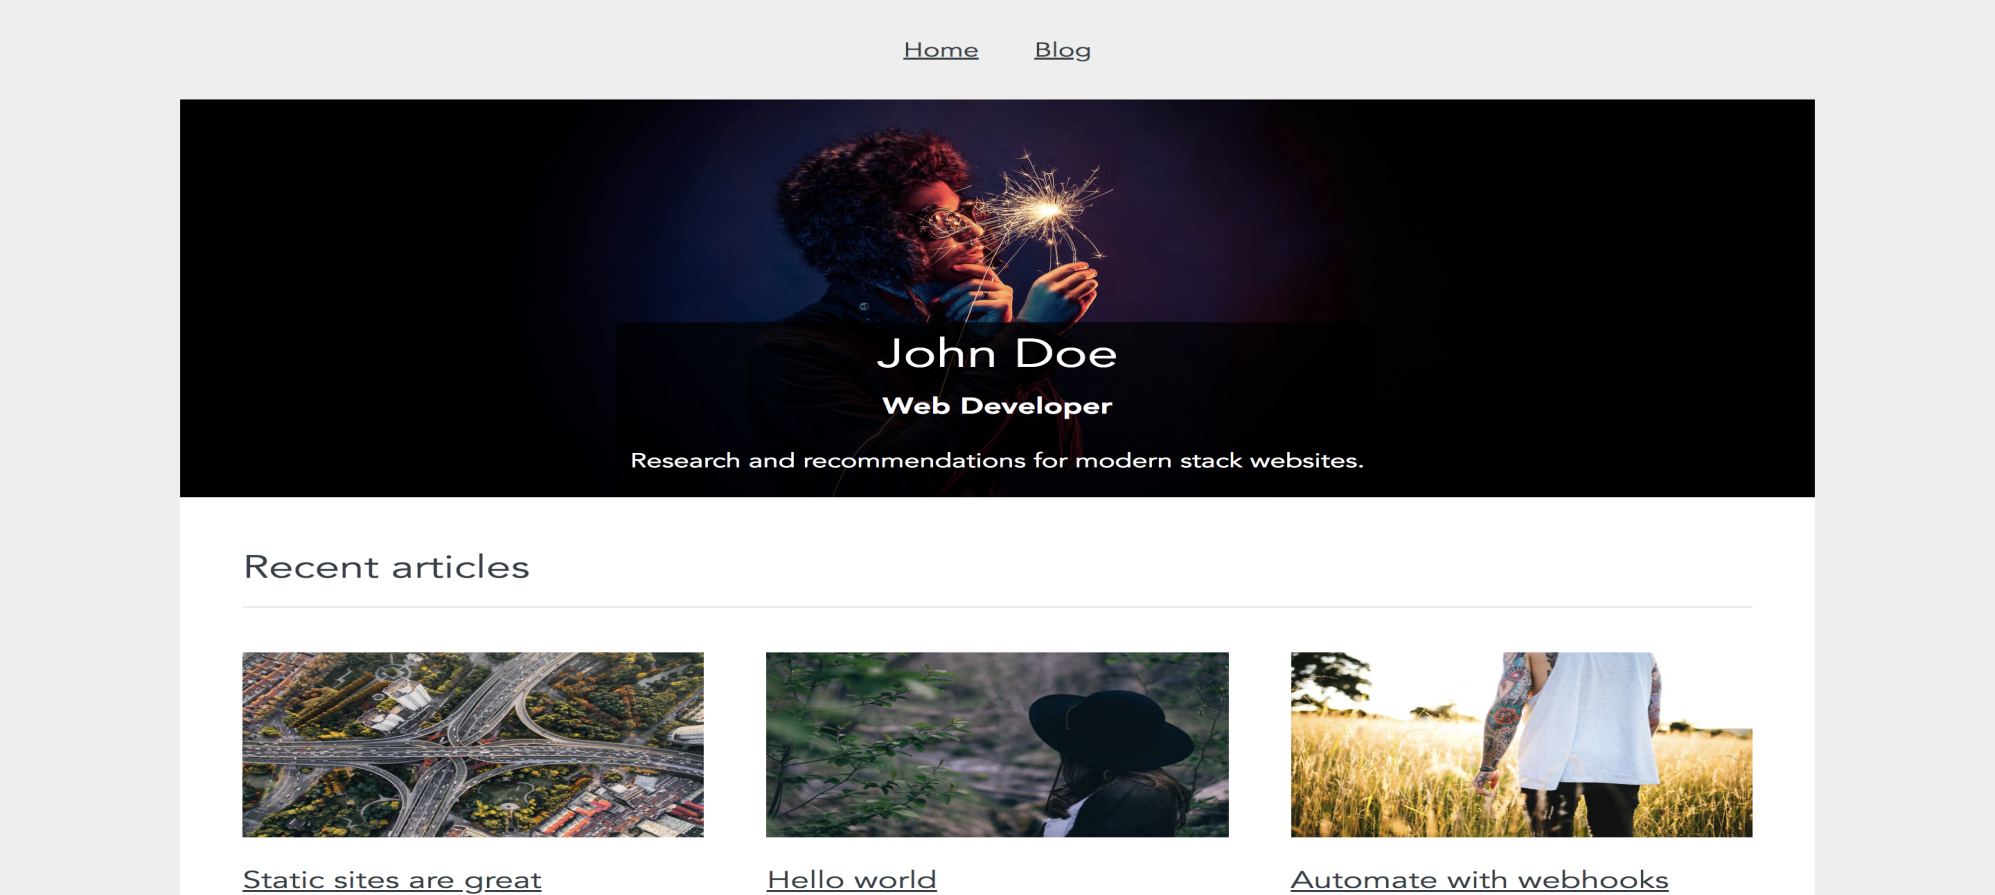 Home Blog
John Doe
Web Developer
Research and recommendations for modern stack websites.
Recent articles
Static sites are great
Hello world
Automate with webhooks